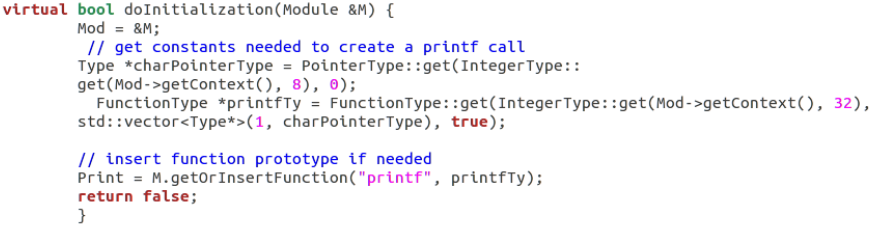 virtual bool doInitialization(Module &M) {
Mod = &M;
// get constants needed to create a printf call
Type *charPointerType = PointerType::get(IntegerType::
get(Mod->getContext(), 8), 0);
FunctionType *printfTy = FunctionType::get(IntegerType::get(Mod->getContext(), 32),
std::vector<Type*>(1, charPointerType), true);
// insert function prototype if needed
Print = M.getOrInsertFunction("printf", printfTy);
return false;
}